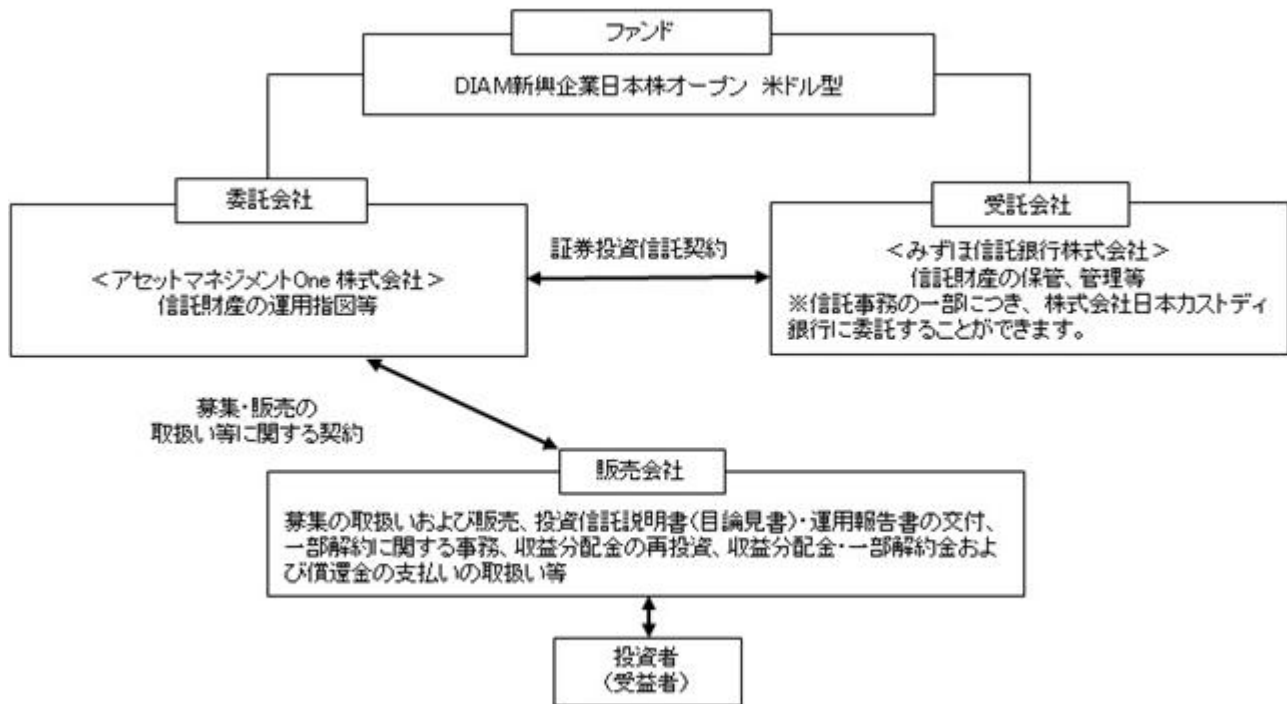 ファンド
DIAM新興企業日本株オープン 米ドル型
委託会社
<アセットマネジメントOne 株式会社>
信託財産の運用指図等
証券投資信託契約
受託会社
<みずほ信託銀行株式会社>
信託財産の保管、管理等
※信託事務の一部につき、株式会社日本カストディ
銀行に委託することができます。
募集・販売の
取扱い等に関する契約
販売会社
募集の取扱いおよび販売、投資信託説明書(目論見書)・運用報告書の交付、
一部解約に関する事務、収益分配金の再投資、収益分配金・一部解約金およ
び償還金の支払いの取扱い等
投資者
(受益者)